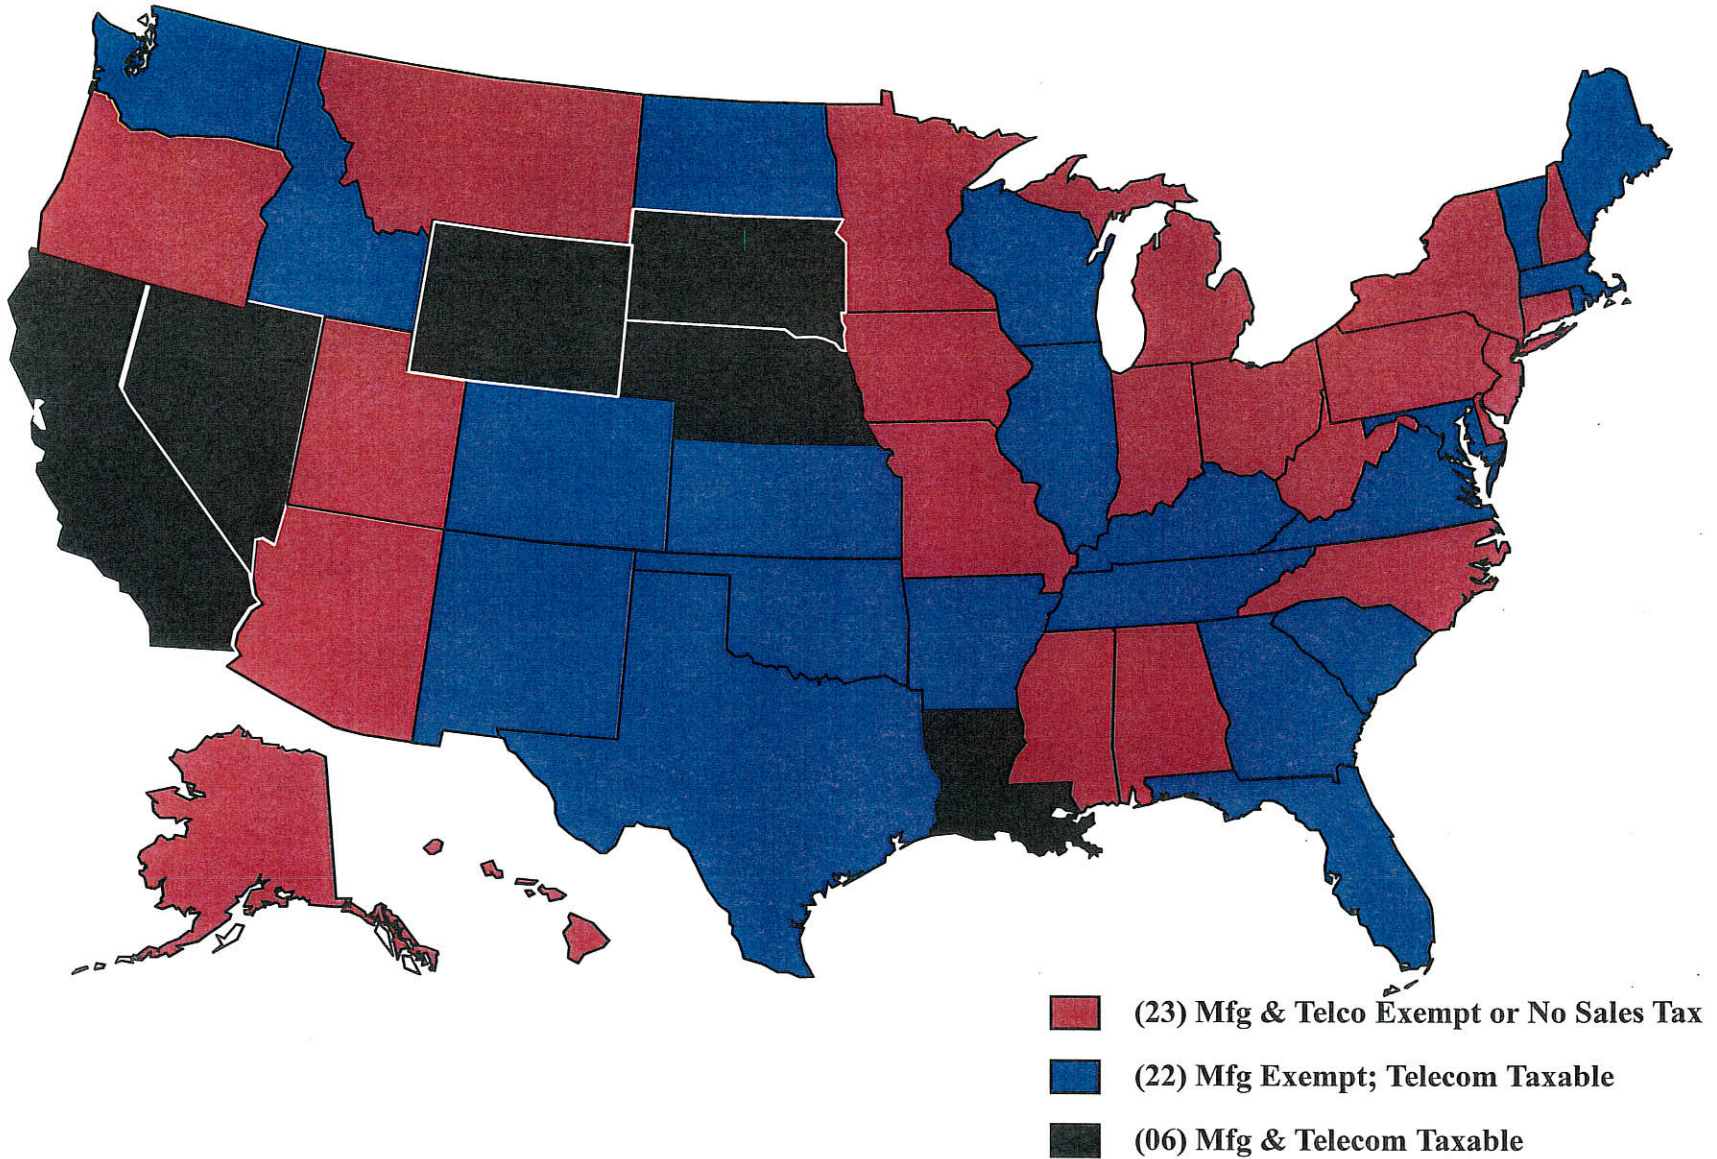 (23) Mfg & Telco Exempt or No Sales Tax
(22) Mfg Exempt; Telecom Taxable
(06) Mfg & Telecom Taxable